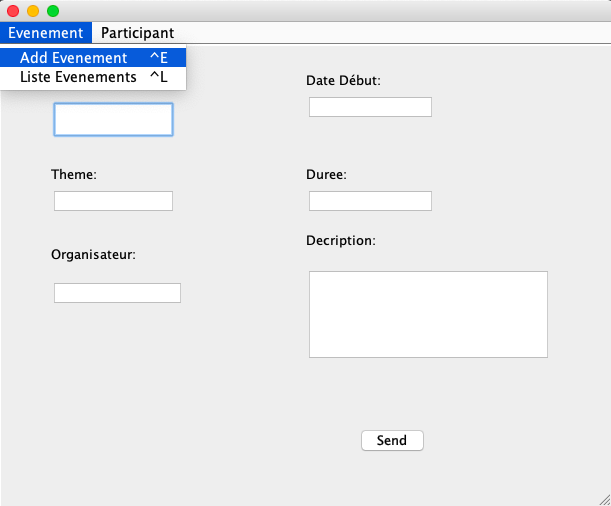 Evenement Participant
Add Evenement ^E
Liste Evenements ^L
Date Début:
Theme:
Duree:
Organisateur:
Decription:
Send